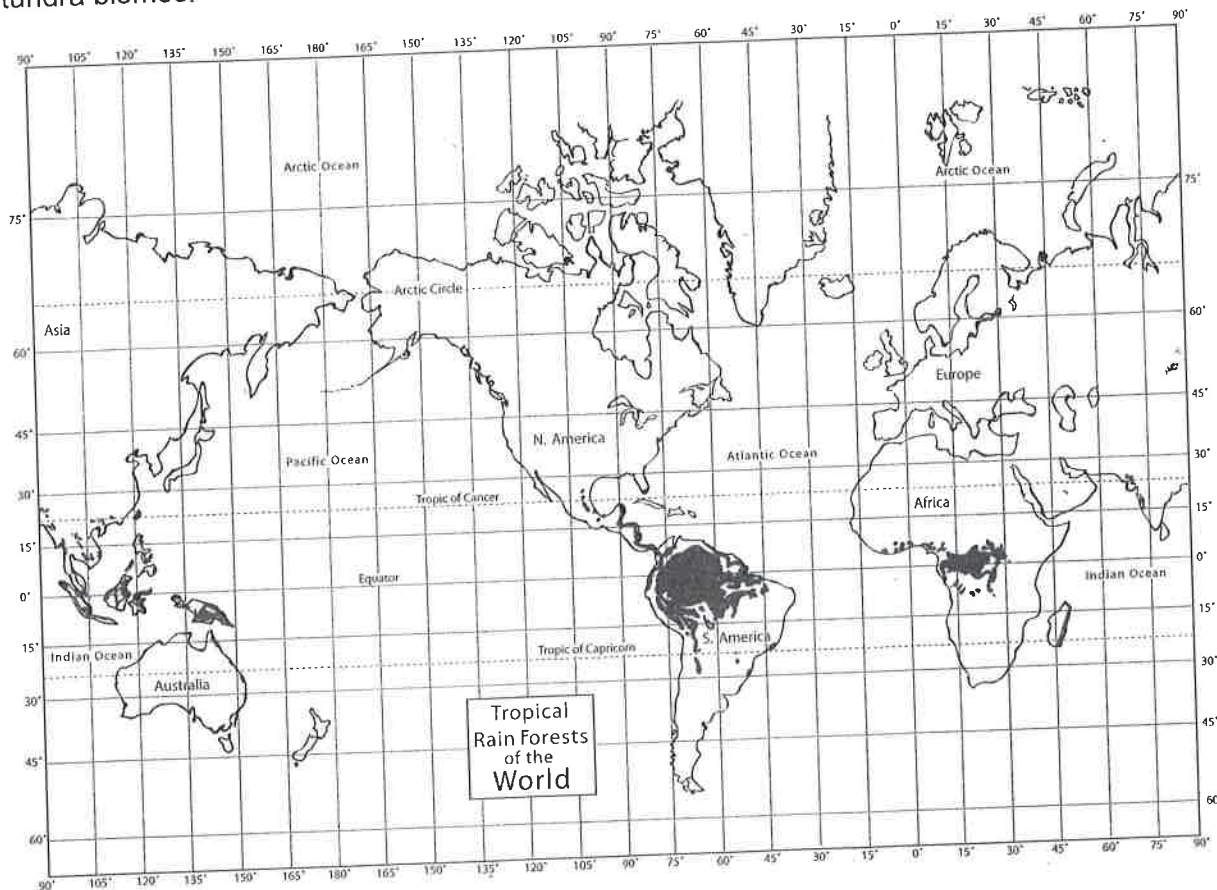 tundra biomes.
90° 105° 120° 135° 150° 165° 180° 165° 150° 135° 120° 105° 90° 75° 60° 45° 30° 15° 0° 15° 30° 45° 60° 75° 90°
Arctic Ocean
Arctic Ocean
75°
75°
Arctic Circle
Asia
60°
60°
Europe
45°
45°
N. America
Pacific Ocean
Atlantic Ocean
30°
30°
Tropic of Cancer
Africa
15°
15°
Equator
Indian Ocean
0°
0°
15°
15°
S. America
Indian Ocean
Tropic of Capricorn
30°
30°
Australia
Tropical
Rain Forests
of the
World
45°
45°
60°
60°
90° 105° 120° 135° 150° 165° 180° 165° 150° 135° 120° 105° 90° 75° 60° 45° 30° 15° 0° 15° 30° 45° 60° 75° 90°